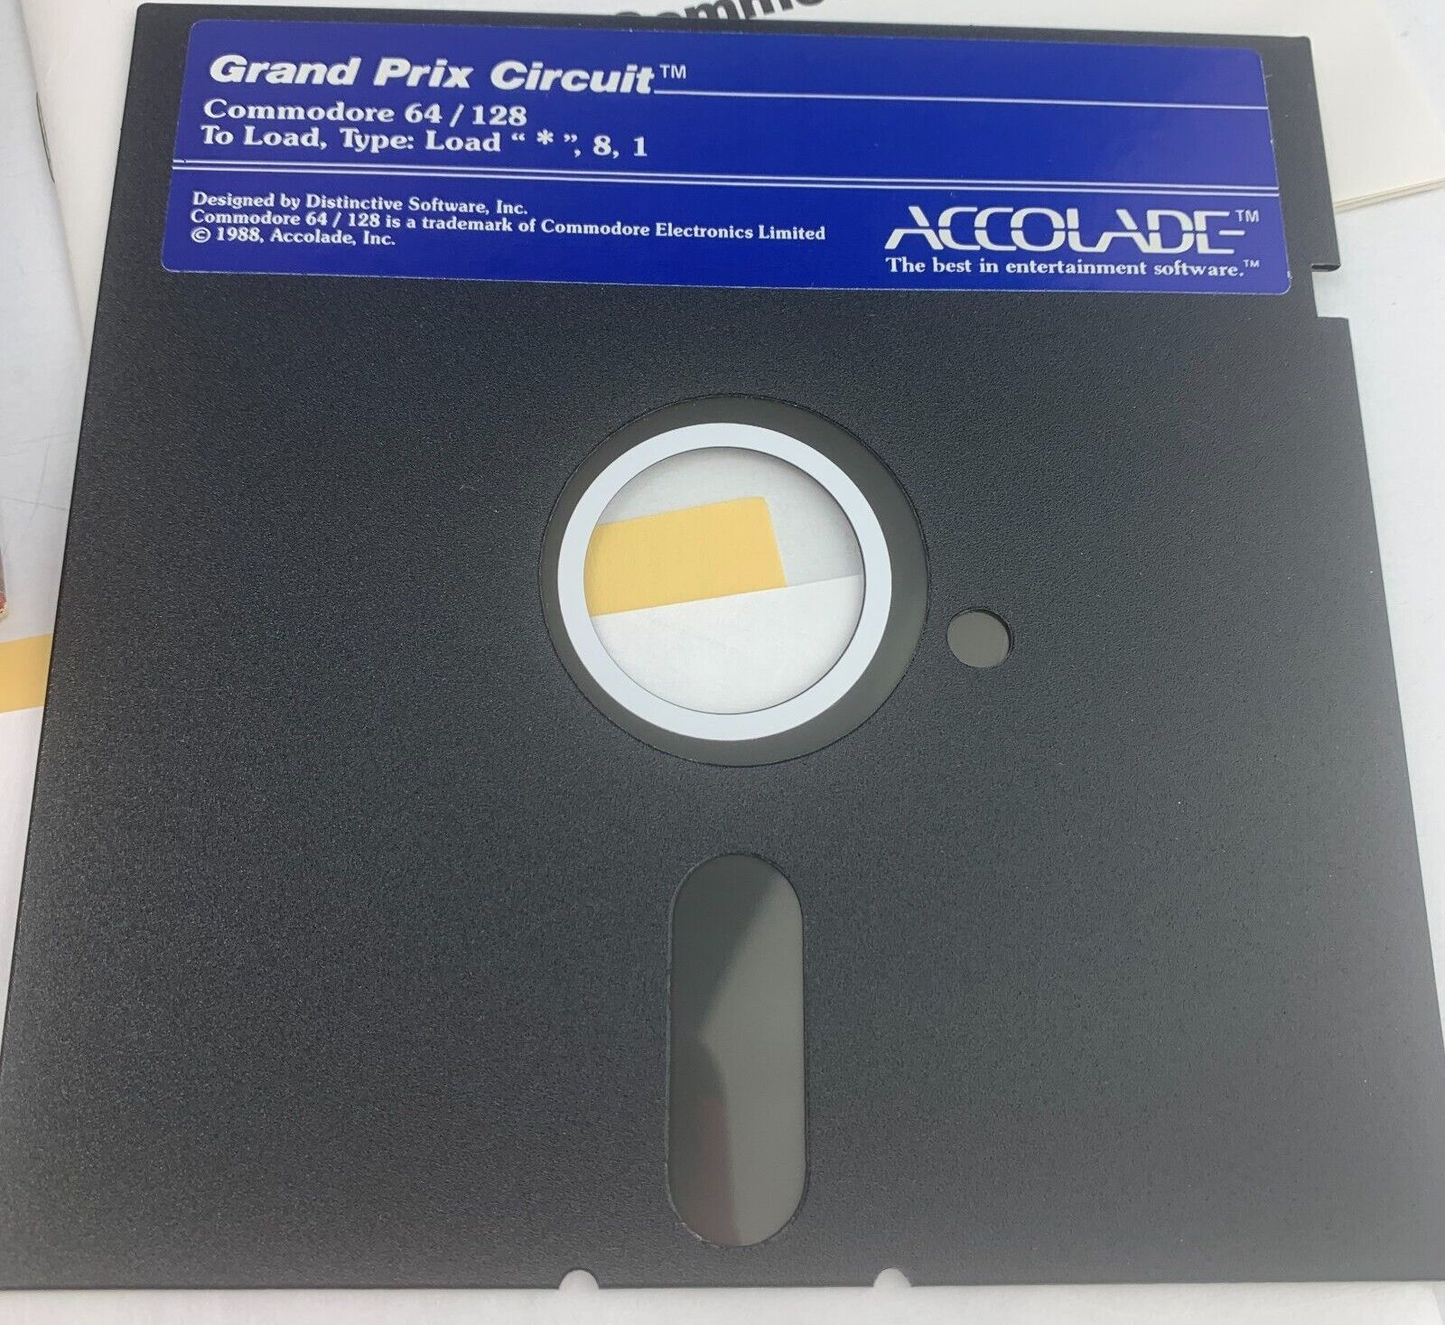 Grand Prix Circuit™
Commodore 64 / 128
To Load, Type: Load “ * ”, 8, 1
Designed by Distinctive Software, Inc.
Commodore 64 / 128 is a trademark of Commodore Electronics Limited
© 1988, Accolade, Inc.
ACCOLADE™
The best in entertainment software.™